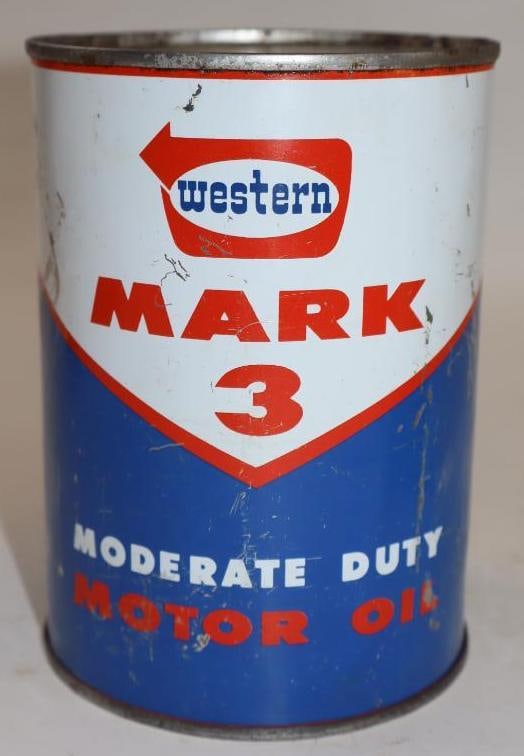 western
MARK
3
MODERATE DUTY
MOTOR OIL